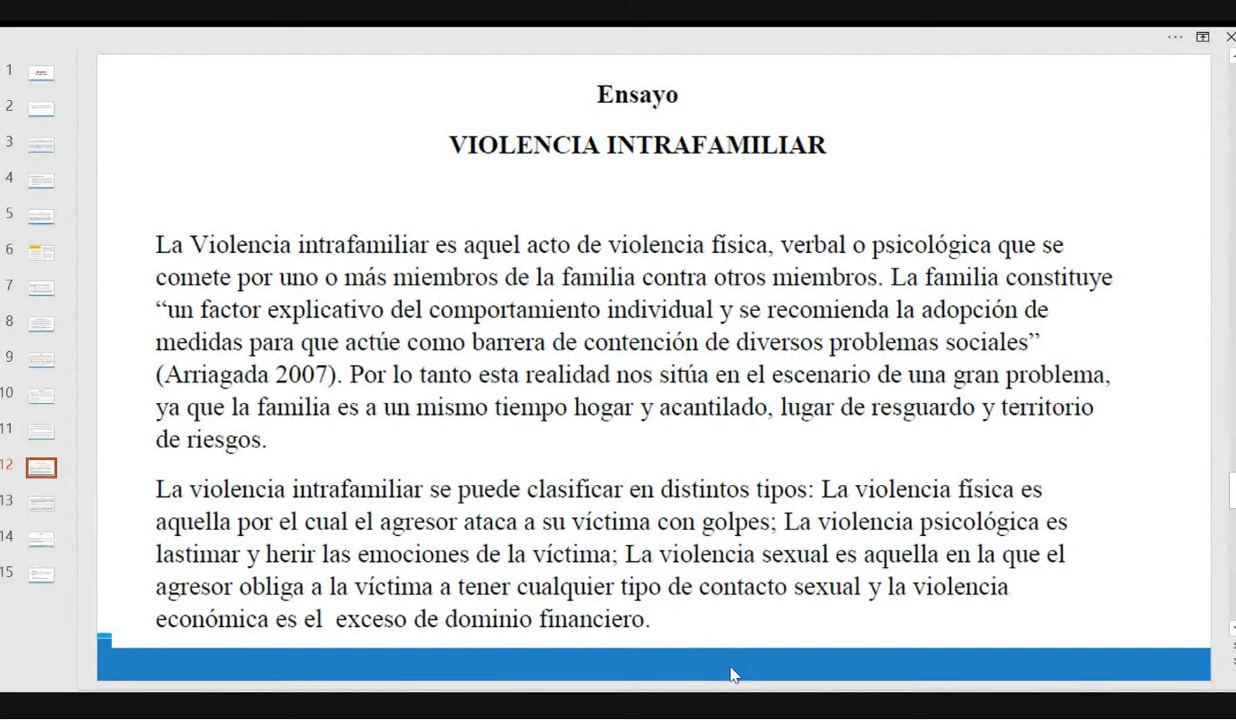 1
2
3
4
5
6
7
8
9
10
11
12
13
14
15
Ensayo
VIOLENCIA INTRAFAMILIAR
La Violencia intrafamiliar es aquel acto de violencia física, verbal o psicológica que se
comete por uno o más miembros de la familia contra otros miembros. La familia constituye
“un factor explicativo del comportamiento individual y se recomienda la adopción de
medidas para que actúe como barrera de contención de diversos problemas sociales”
(Arriagada 2007). Por lo tanto esta realidad nos sitúa en el escenario de una gran problema,
ya que la familia es a un mismo tiempo hogar y acantilado, lugar de resguardo y territorio
de riesgos.
La violencia intrafamiliar se puede clasificar en distintos tipos: La violencia física es
aquella por el cual el agresor ataca a su víctima con golpes; La violencia psicológica es
lastimar y herir las emociones de la víctima; La violencia sexual es aquella en la que el
agresor obliga a la víctima a tener cualquier tipo de contacto sexual y la violencia
económica es el  exceso de dominio financiero.